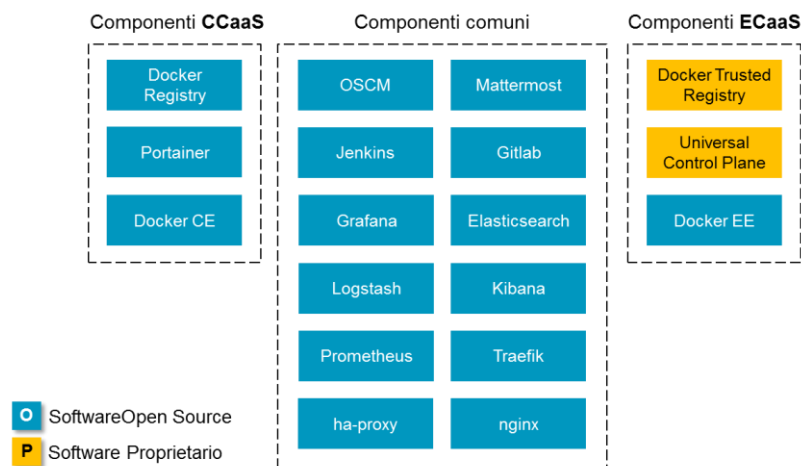 Componenti CCaaS
Docker
Registry
Portainer
Docker CE
Componenti comuni
OSCM
Mattermost
Jenkins
Gitlab
Grafana
Elasticsearch
Logstash
Kibana
Prometheus
Traefik
ha-proxy
nginx
Componenti ECaaS
Docker Trusted
Registry
Universal
Control Plane
Docker EE
O SoftwareOpen Source
P Software Proprietario